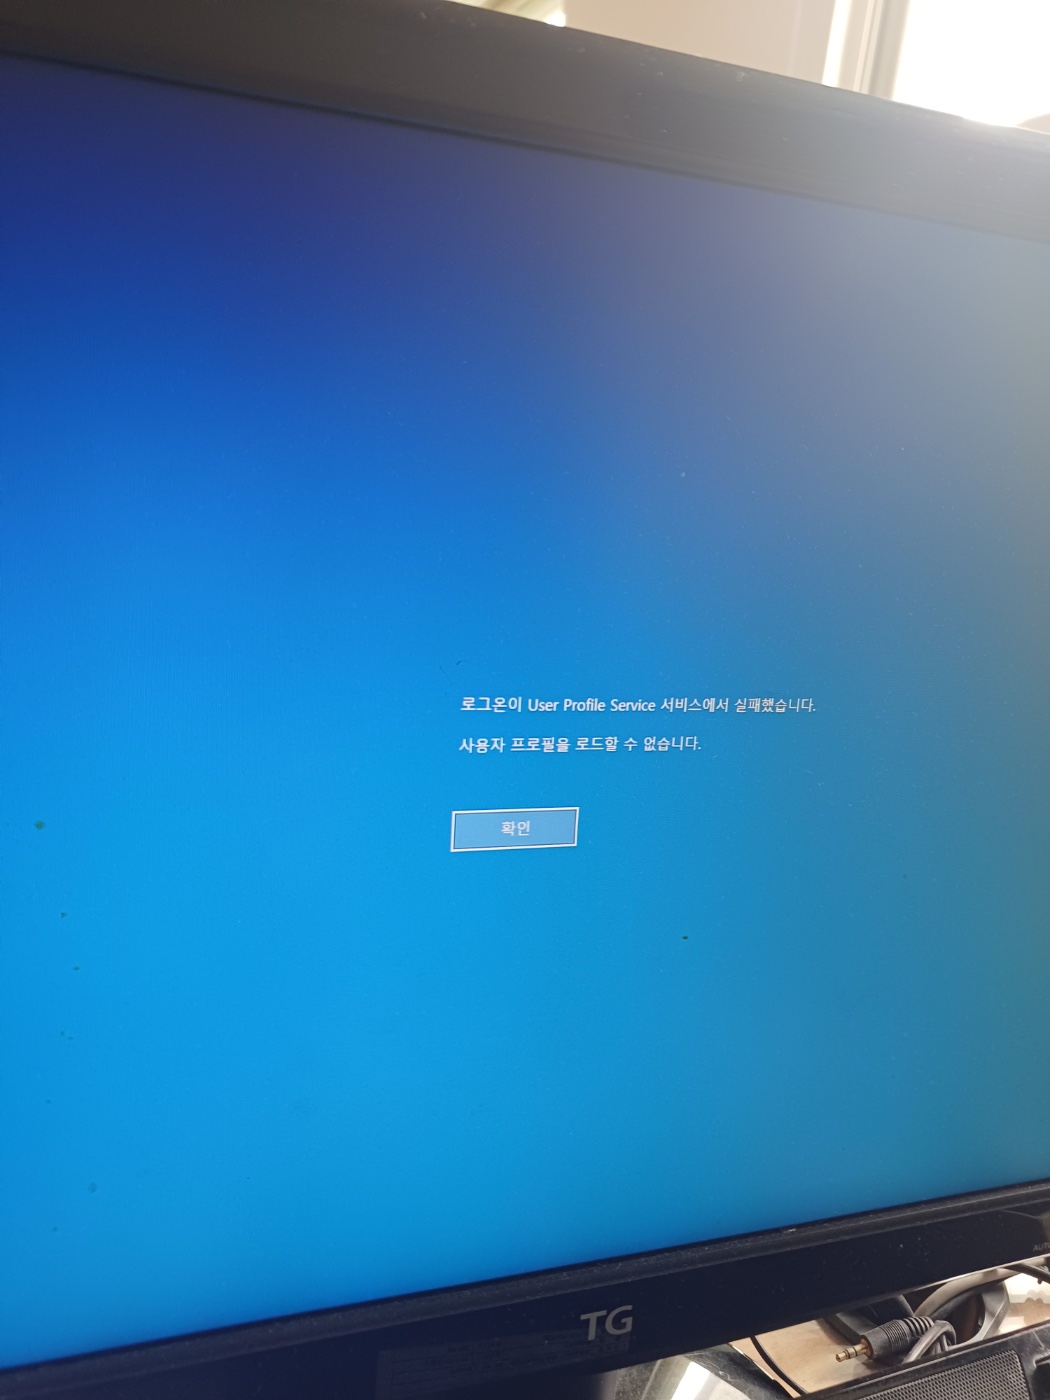 로그온이 User Profile Service 서비스에서 실패했습니다.
사용자 프로필을 로드할 수 없습니다.
확인
TG